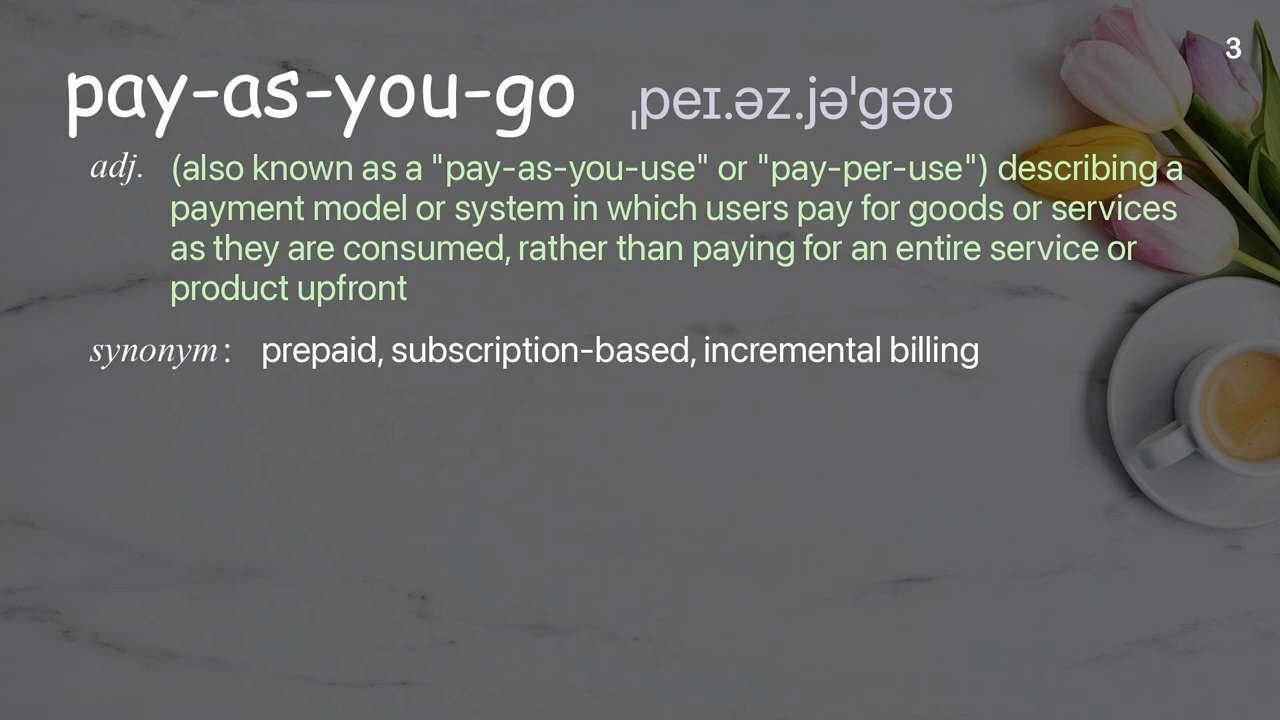 3
pay-as-you-go ˌpeɪ.əz.jəˈɡəʊ
adj. (also known as a "pay-as-you-use" or "pay-per-use") describing a
payment model or system in which users pay for goods or services
as they are consumed, rather than paying for an entire service or
product upfront
synonym : prepaid, subscription-based, incremental billing